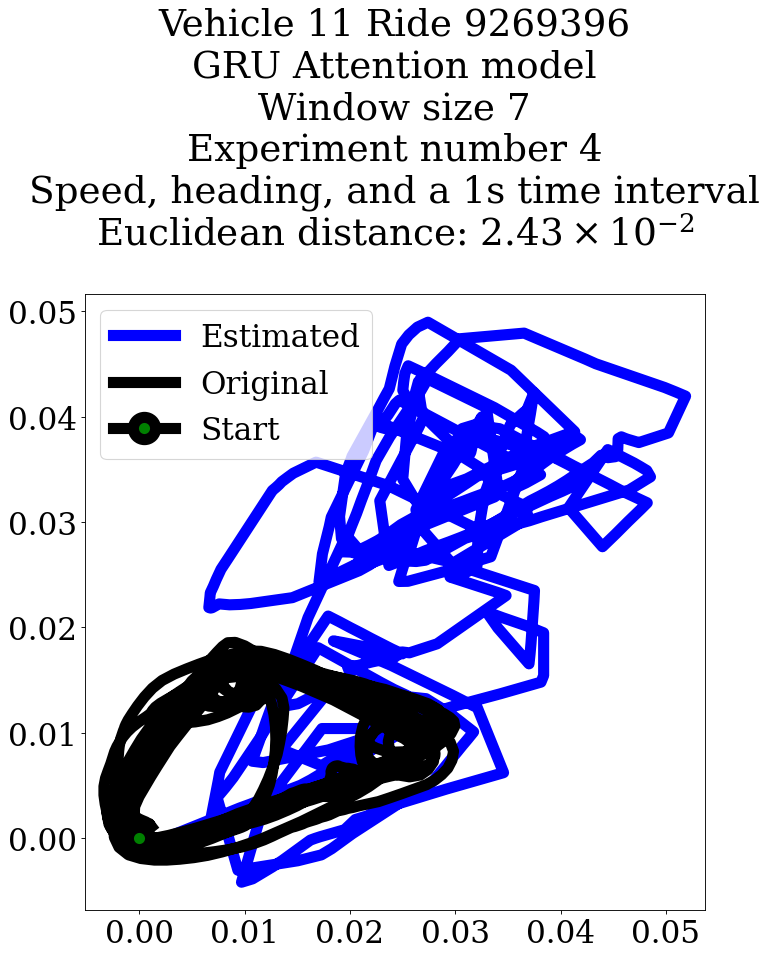 Vehicle 11 Ride 9269396
GRU Attention model
Window size 7
Experiment number 4
Speed, heading, and a 1s time interval
Euclidean distance: 2.43 × 10⁻²
0.05
Estimated
Original
Start
0.04
0.03
0.02
0.01
0.00
0.00 0.01 0.02 0.03 0.04 0.05